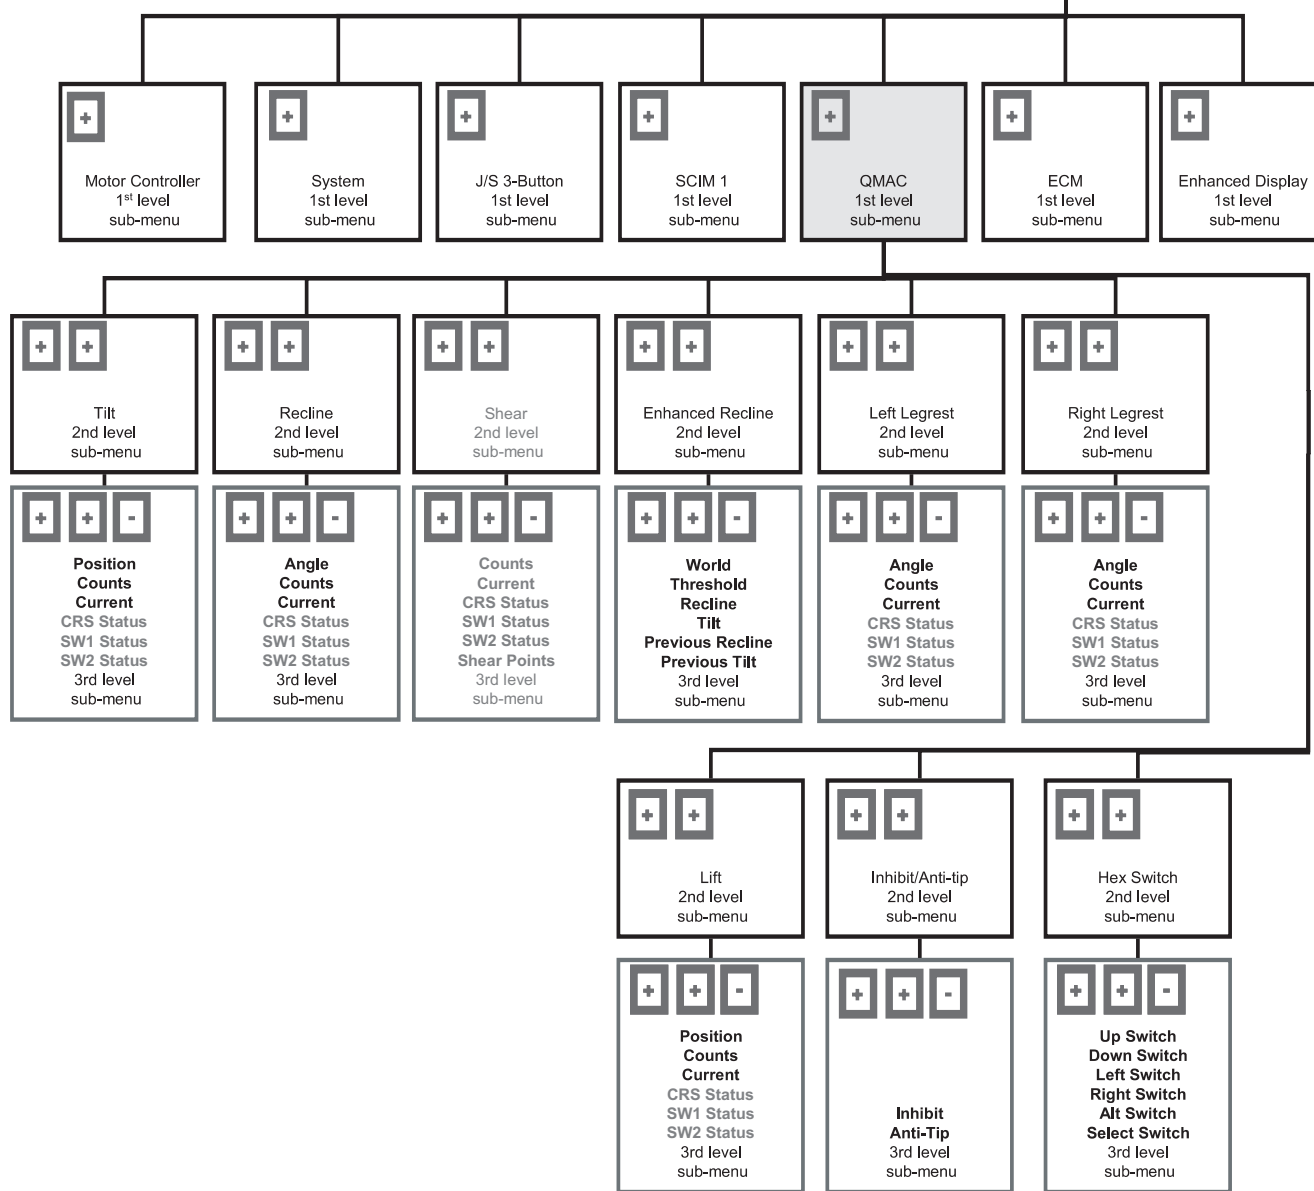 +
Motor Controller
1st level
sub-menu
+
System
1st level
sub-menu
+
J/S 3-Button
1st level
sub-menu
+
SCIM 1
1st level
sub-menu
+
QMAC
1st level
sub-menu
+
ECM
1st level
sub-menu
+
Enhanced Display
1st level
sub-menu
+ +
Tilt
2nd level
sub-menu
+ +
Recline
2nd level
sub-menu
+ +
Shear
2nd level
sub-menu
+ +
Enhanced Recline
2nd level
sub-menu
+ +
Left Legrest
2nd level
sub-menu
+ +
Right Legrest
2nd level
sub-menu
+ + -
Position
Counts
Current
CRS Status
SW1 Status
SW2 Status
3rd level
sub-menu
+ + -
Angle
Counts
Current
CRS Status
SW1 Status
SW2 Status
3rd level
sub-menu
+ + -
Counts
Current
CRS Status
SW1 Status
SW2 Status
Shear Points
3rd level
sub-menu
+ + -
World
Threshold
Recline
Tilt
Previous Recline
Previous Tilt
3rd level
sub-menu
+ + -
Angle
Counts
Current
CRS Status
SW1 Status
SW2 Status
3rd level
sub-menu
+ + -
Angle
Counts
Current
CRS Status
SW1 Status
SW2 Status
3rd level
sub-menu
+ +
Lift
2nd level
sub-menu
+ +
Inhibit/Anti-tip
2nd level
sub-menu
+ +
Hex Switch
2nd level
sub-menu
+ + -
Position
Counts
Current
CRS Status
SW1 Status
SW2 Status
3rd level
sub-menu
+ + -
Inhibit
Anti-Tip
3rd level
sub-menu
+ + -
Up Switch
Down Switch
Left Switch
Right Switch
Alt Switch
Select Switch
3rd level
sub-menu